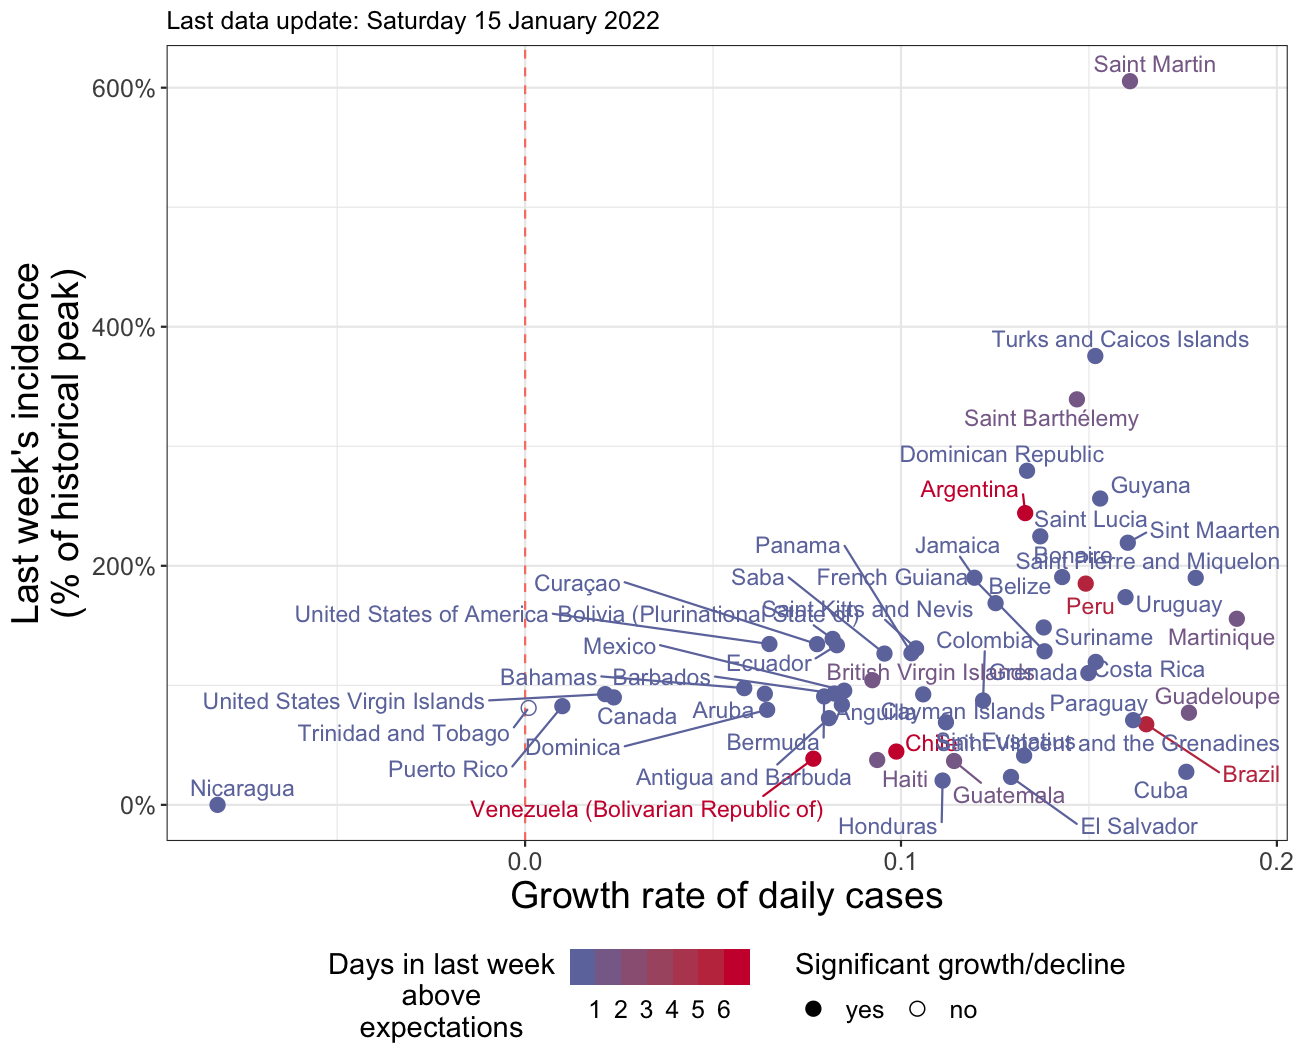 Last data update: Saturday 15 January 2022
Last week's incidence
(% of historical peak)
600%
400%
200%
0%
Saint Martin
Turks and Caicos Islands
Saint Barthélemy
Dominican Republic
Guyana
Argentina
Saint Lucia
Sint Maarten
Panama
Jamaica
Bonaire
Saint Pierre and Miquelon
Curaçao
Saba
French Guiana
Belize
Peru
Uruguay
United States of America
Bolivia (Plurinational State of)
Saint Kitts and Nevis
Martinique
Mexico
Colombia
Suriname
Ecuador
British Virgin Islands
Grenada
Costa Rica
Bahamas
Barbados
United States Virgin Islands
Guadeloupe
Paraguay
Canada
Aruba
Anguilla
Cayman Islands
Trinidad and Tobago
Dominica
Bermuda
Chile
Sint Eustatius
Saint Vincent and the Grenadines
Puerto Rico
Antigua and Barbuda
Haiti
Brazil
Nicaragua
Guatemala
Cuba
Venezuela (Bolivarian Republic of)
Honduras
El Salvador
0.0
0.1
0.2
Growth rate of daily cases
Days in last week
above
expectations
1 2 3 4 5 6
Significant growth/decline
yes
no